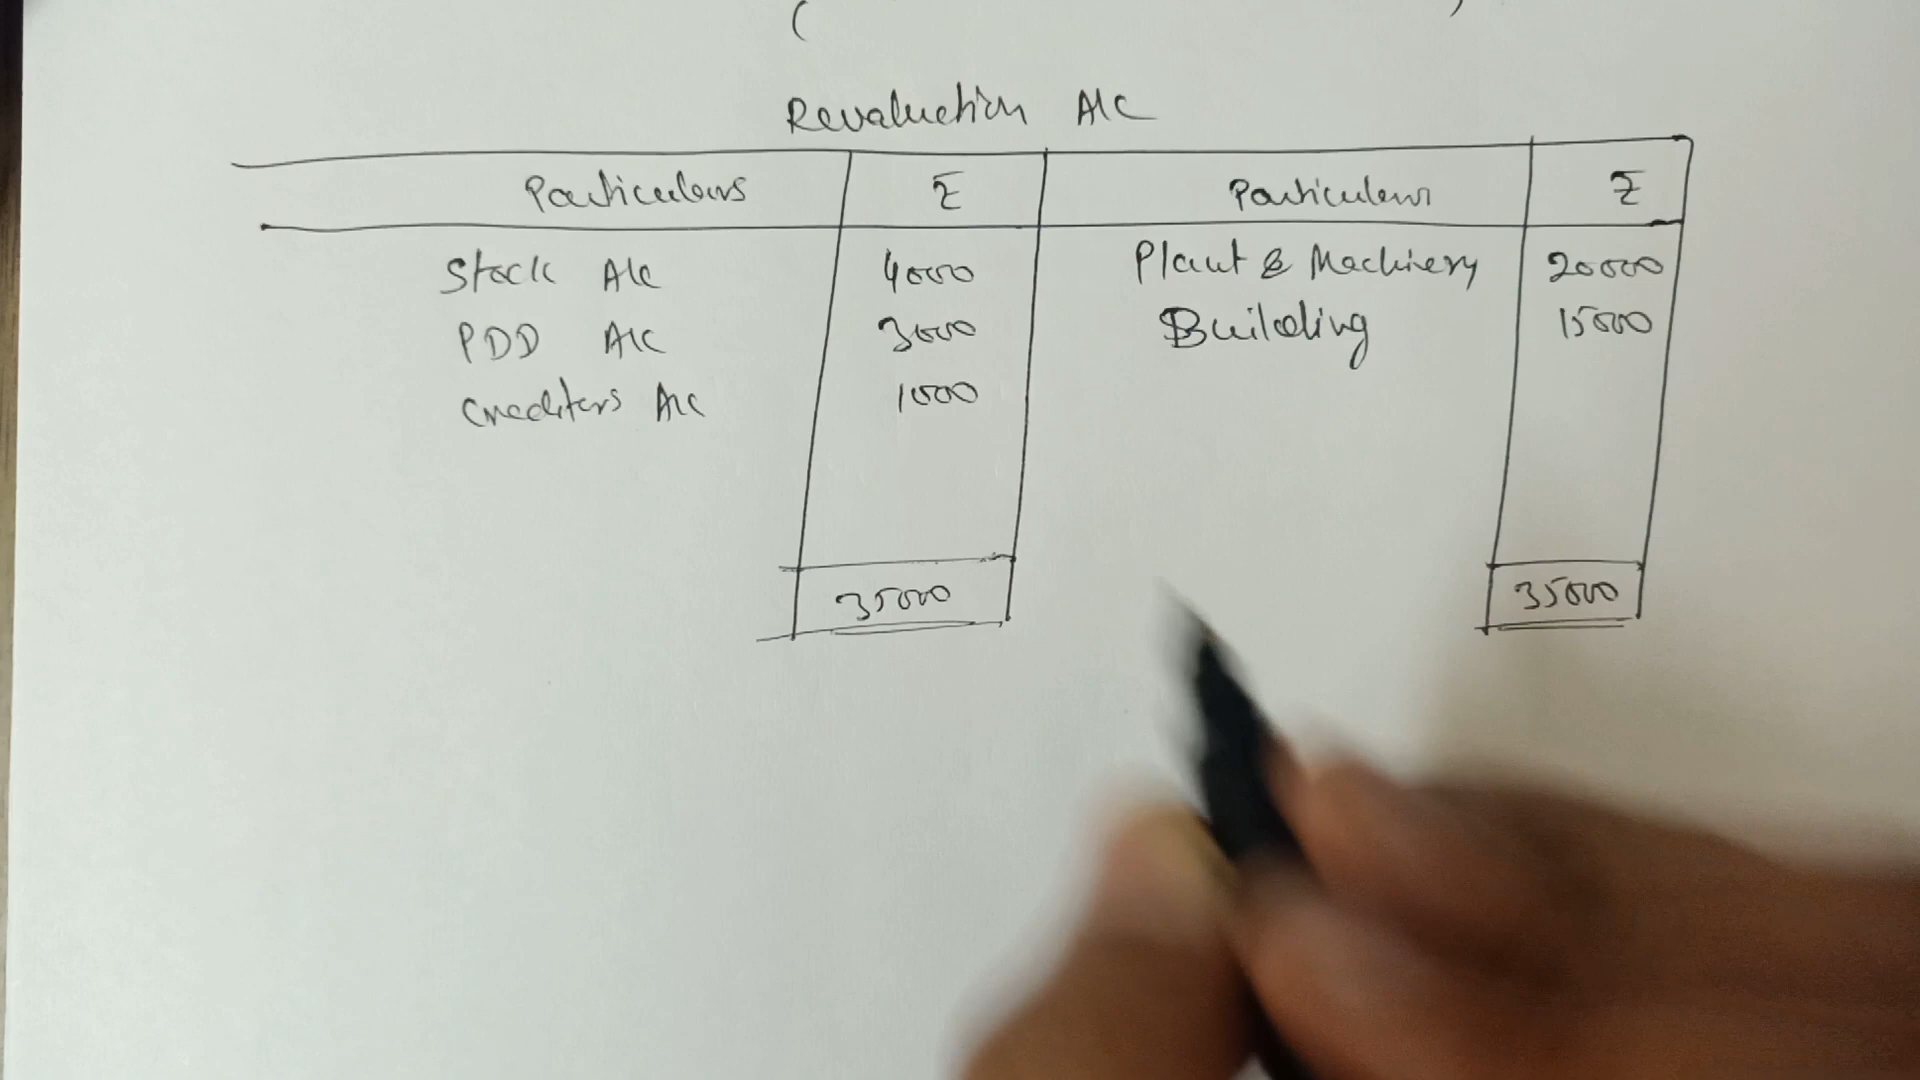 Revaluation A/C
Particulars ₹ Particulars ₹
Stock A/C 4000 Plant & Machinery 20000
PDD A/C 3000 Building 15000
Creditors A/C 1000
35000 35000